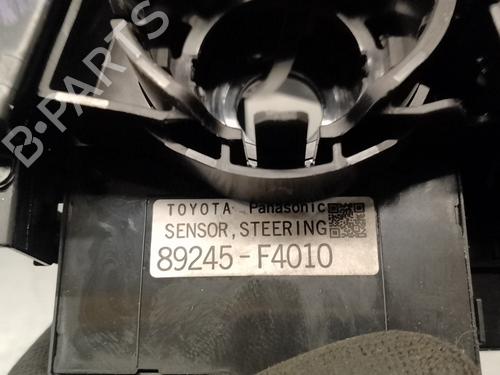 B-PARTS
TOYOTA Panasonic
SENSOR, STEERING
89245-F4010